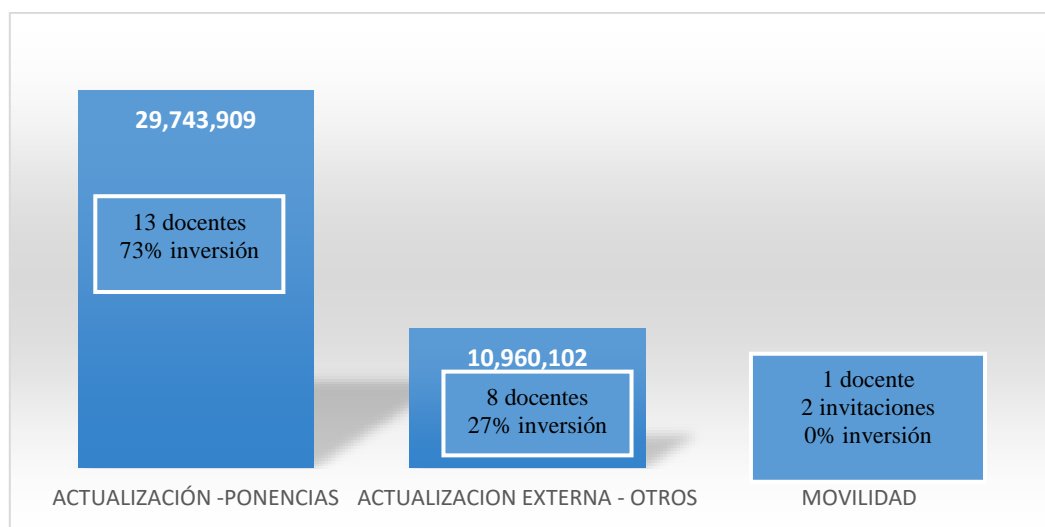 29,743,909
13 docentes
73% inversión
10,960,102
8 docentes
27% inversión
1 docente
2 invitaciones
0% inversión
ACTUALIZACIÓN -PONENCIAS
ACTUALIZACION EXTERNA - OTROS
MOVILIDAD